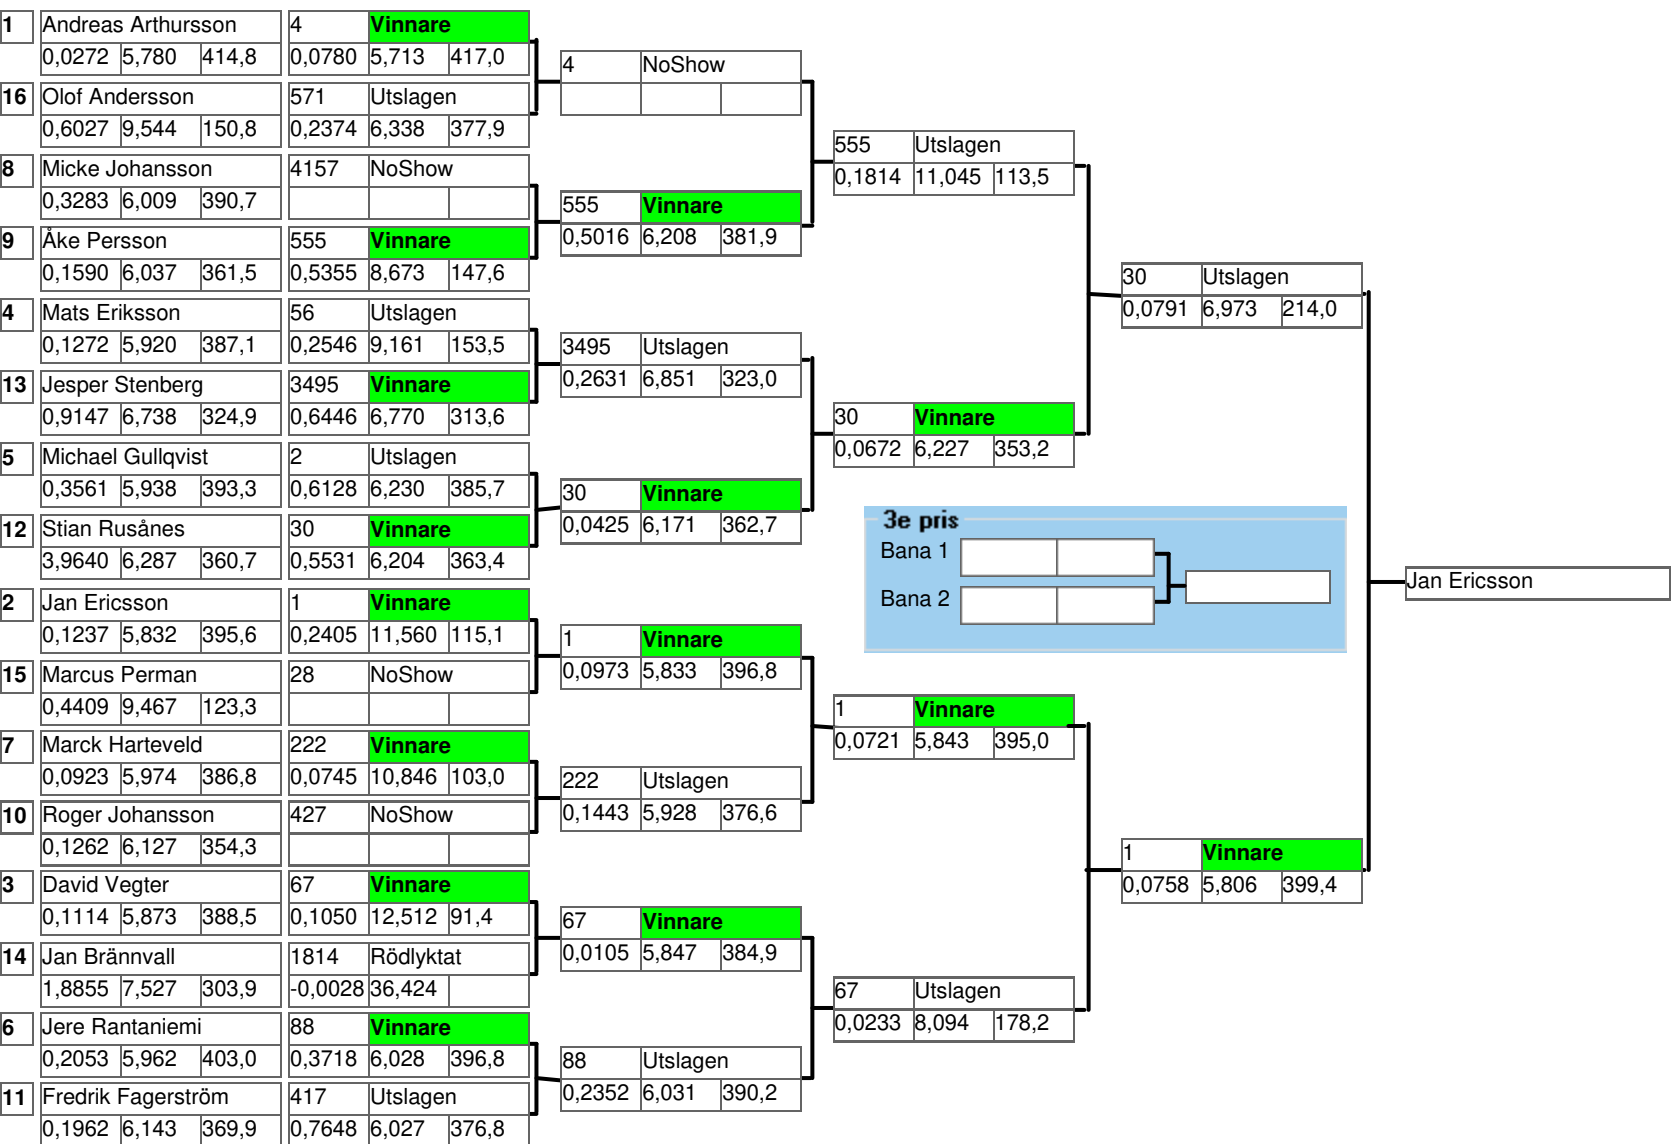 1 Andreas Arthursson 4 Vinnare
0,0272 5,780 414,8 0,0780 5,713 417,0
4 NoShow
16 Olof Andersson 571 Utslagen
0,6027 9,544 150,8 0,2374 6,338 377,9
555 Utslagen
0,1814 11,045 113,5
8 Micke Johansson 4157 NoShow
0,3283 6,009 390,7
555 Vinnare
0,5016 6,208 381,9
9 Åke Persson 555 Vinnare
0,1590 6,037 361,5 0,5355 8,673 147,6
30 Utslagen
0,0791 6,973 214,0
4 Mats Eriksson 56 Utslagen
0,1272 5,920 387,1 0,2546 9,161 153,5
3495 Utslagen
0,2631 6,851 323,0
13 Jesper Stenberg 3495 Vinnare
0,9147 6,738 324,9 0,6446 6,770 313,6
30 Vinnare
0,0672 6,227 353,2
5 Michael Gullqvist 2 Utslagen
0,3561 5,938 393,3 0,6128 6,230 385,7
30 Vinnare
0,0425 6,171 362,7
12 Stian Rusånes 30 Vinnare
3,9640 6,287 360,7 0,5531 6,204 363,4
3e pris
Bana 1
Bana 2
Jan Ericsson
2 Jan Ericsson 1 Vinnare
0,1237 5,832 395,6 0,2405 11,560 115,1
1 Vinnare
0,0973 5,833 396,8
15 Marcus Perman 28 NoShow
0,4409 9,467 123,3
1 Vinnare
0,0721 5,843 395,0
7 Marck Harteveld 222 Vinnare
0,0923 5,974 386,8 0,0745 10,846 103,0
222 Utslagen
0,1443 5,928 376,6
10 Roger Johansson 427 NoShow
0,1262 6,127 354,3
1 Vinnare
0,0758 5,806 399,4
3 David Vegter 67 Vinnare
0,1114 5,873 388,5 0,1050 12,512 91,4
67 Vinnare
0,0105 5,847 384,9
14 Jan Brännvall 1814 Rödlyktat
1,8855 7,527 303,9 -0,0028 36,424
67 Utslagen
0,0233 8,094 178,2
6 Jere Rantaniemi 88 Vinnare
0,2053 5,962 403,0 0,3718 6,028 396,8
88 Utslagen
0,2352 6,031 390,2
11 Fredrik Fagerström 417 Utslagen
0,1962 6,143 369,9 0,7648 6,027 376,8